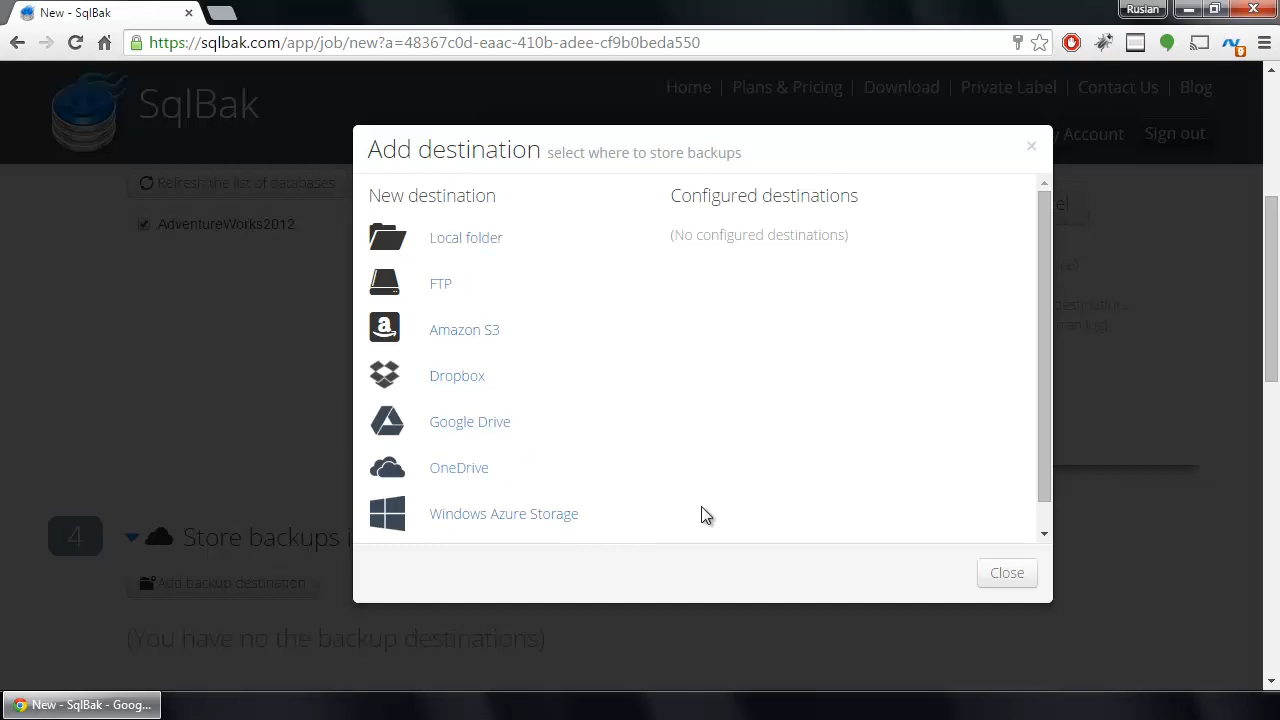 New - SqlBak
Ruslan
https://sqlbak.com/app/job/new?a=48367c0d-eaac-410b-adee-cf9b0beda550
9
SqlBak
Home
Plans & Pricing
Download
Private Label
Contact Us
Blog
y Account
Sign out
Add destination select where to store backups
New destination
Configured destinations
Local folder
(No configured destinations)
FTP
Amazon S3
Dropbox
Google Drive
OneDrive
Windows Azure Storage
Close
Refresh the list of databases
AdventureWorks2012
4
Store backups i
Add backup destination
(You have no the backup destinations)
New - SqlBak - Goog...